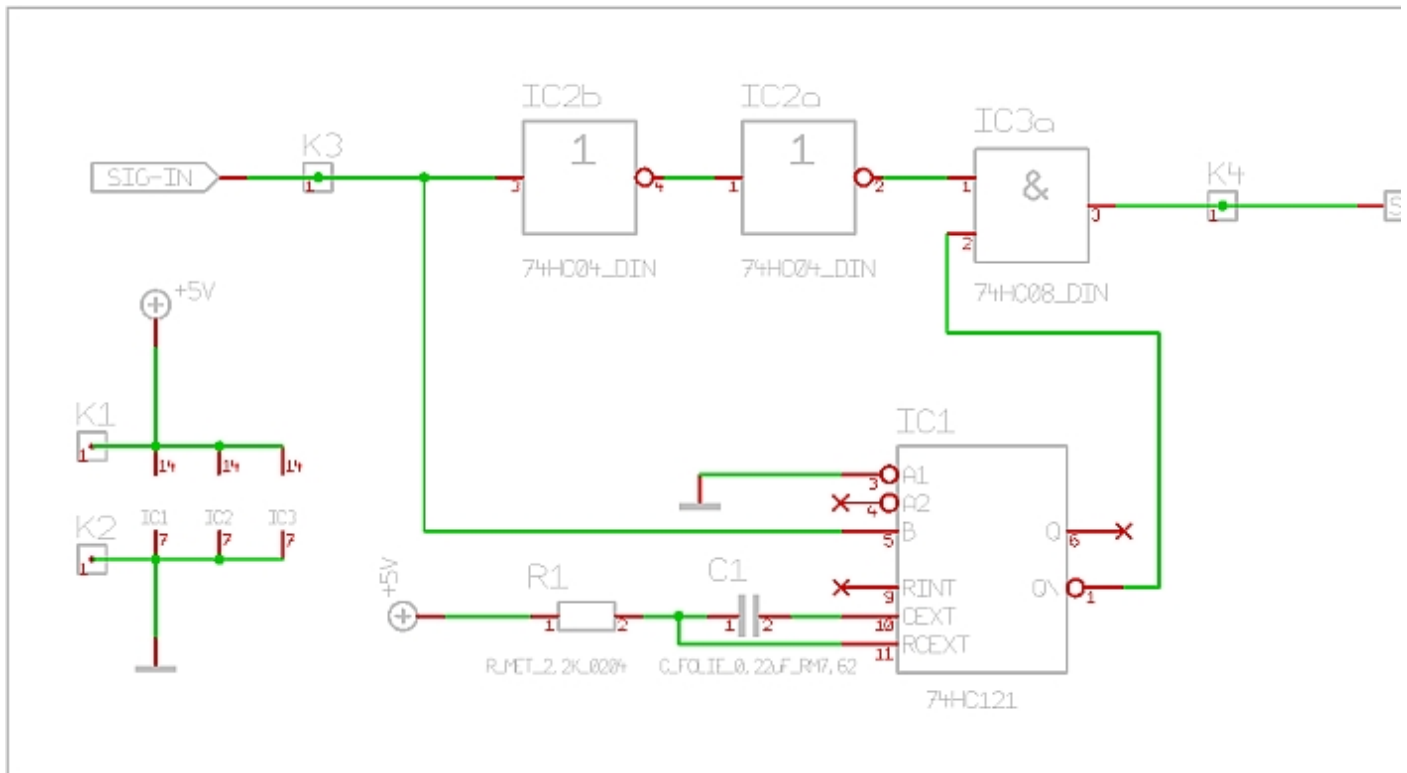 IC2b
IC2a
IC3a
K3
K4
1
1
&
SIG-IN
1
3
4
1
2
1
3
1
S
2
74HC04_DIN
74HC04_DIN
74HC08_DIN
+5V
K1
IC1
1
14
14
14
3
A1
4
A2
K2
IC1
IC2
IC3
1
7
7
7
5
B
Q
6
+5V
R1
C1
9
RINT
Q\
1
1
2
1
2
10
CEXT
11
RCEXT
R_MET_2,2K_0204
C_FOLIE_0,22uF_RM7,62
74HC121